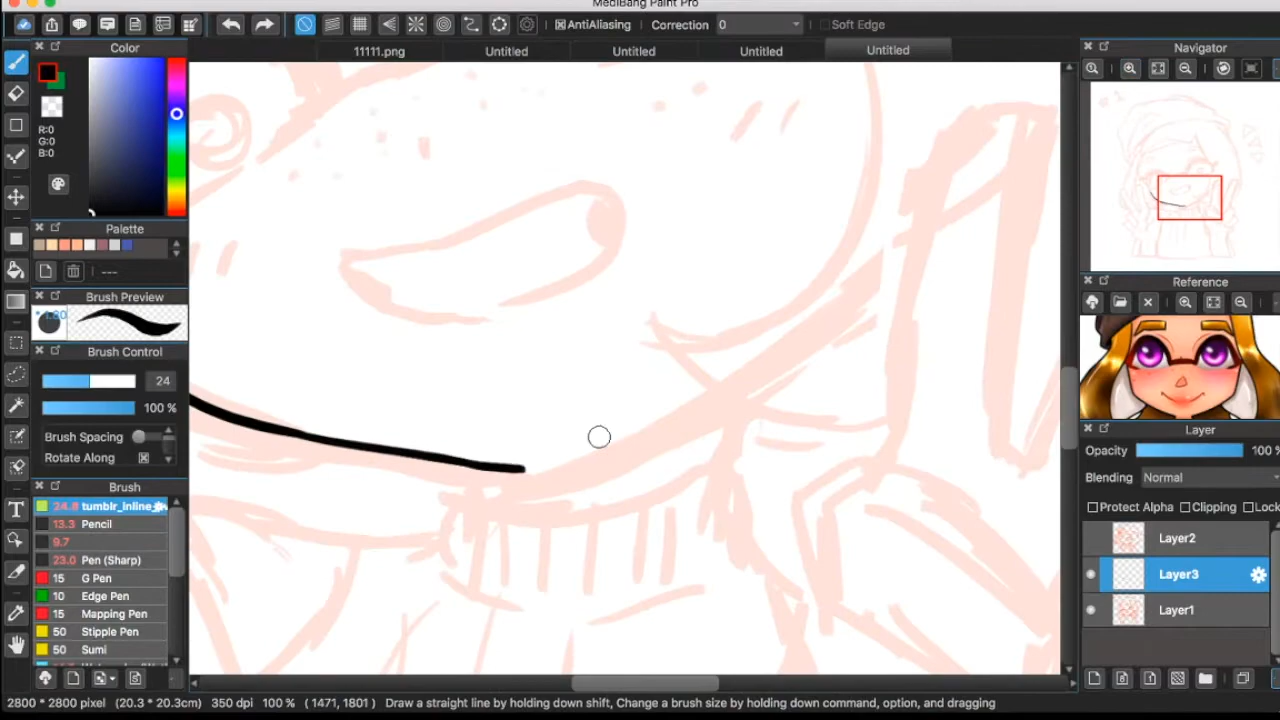 MediBang Paint Pro
AntiAliasing Correction 0 Soft Edge
Color
11111.png Untitled Untitled Untitled Untitled
Navigator
R:0
G:0
B:0
Palette
---
Brush Preview
* 1.00
Brush Control
24
100 %
Brush Spacing
Rotate Along
Brush
24.8 tumblr_inline_
13.3 Pencil
9.7
23.0 Pen (Sharp)
15 G Pen
10 Edge Pen
15 Mapping Pen
50 Stipple Pen
50 Sumi
Reference
Layer
Opacity 100 %
Blending Normal
Protect Alpha Clipping Lock
Layer2
Layer3
Layer1
2800 * 2800 pixel (20.3 * 20.3cm) 350 dpi 100 % ( 1471, 1801 ) Draw a straight line by holding down shift, Change a brush size by holding down command, option, and dragging